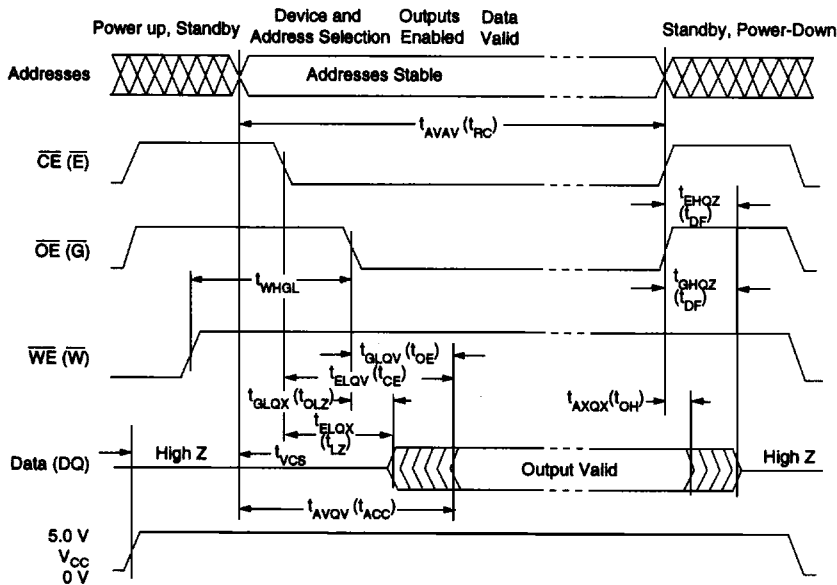 Power up, Standby
Device and
Address Selection
Outputs
Enabled
Data
Valid
Standby, Power-Down
Addresses
Addresses Stable
tAVAV (tRC)
CE (E)
tEHQZ
(tDF)
OE (G)
tWHGL
tGHQZ
(tDF)
WE (W)
tGLQV (tOE)
tELQV (tCE)
tGLQX (tOLZ)
tAXQX (tOH)
tELQX
(tLZ)
Data (DQ)
High Z
tVCS
Output Valid
High Z
tAVQV (tACC)
5.0 V
VCC
0 V